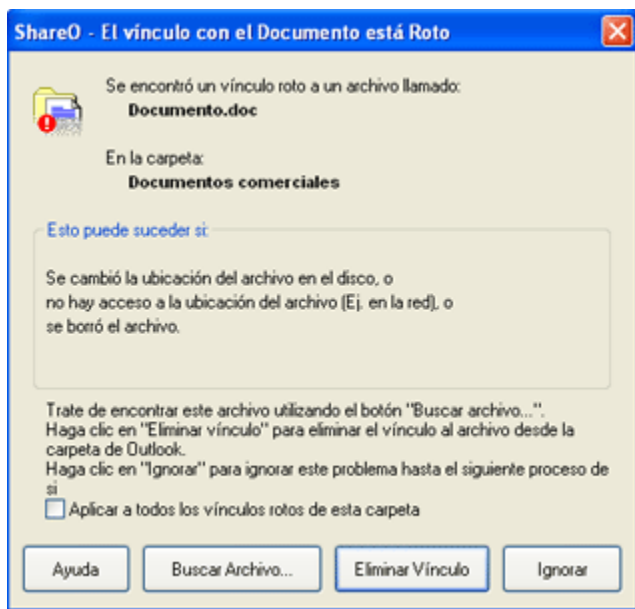 ShareO - El vínculo con el Documento está Roto
Se encontró un vínculo roto a un archivo llamado:
Documento.doc
En la carpeta:
Documentos comerciales
Esto puede suceder si:
Se cambió la ubicación del archivo en el disco, o
no hay acceso a la ubicación del archivo (Ej. en la red), o
se borró el archivo.
Trate de encontrar este archivo utilizando el botón "Buscar archivo...".
Haga clic en "Eliminar vínculo" para eliminar el vínculo al archivo desde la
carpeta de Outlook.
Haga clic en "Ignorar" para ignorar este problema hasta el siguiente proceso de
si
Aplicar a todos los vínculos rotos de esta carpeta
Ayuda
Buscar Archivo...
Eliminar Vínculo
Ignorar